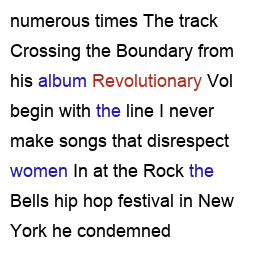 numerous times The track
Crossing the Boundary from
his album Revolutionary Vol
begin with the line I never
make songs that disrespect
women In at the Rock the
Bells hip hop festival in New
York he condemned